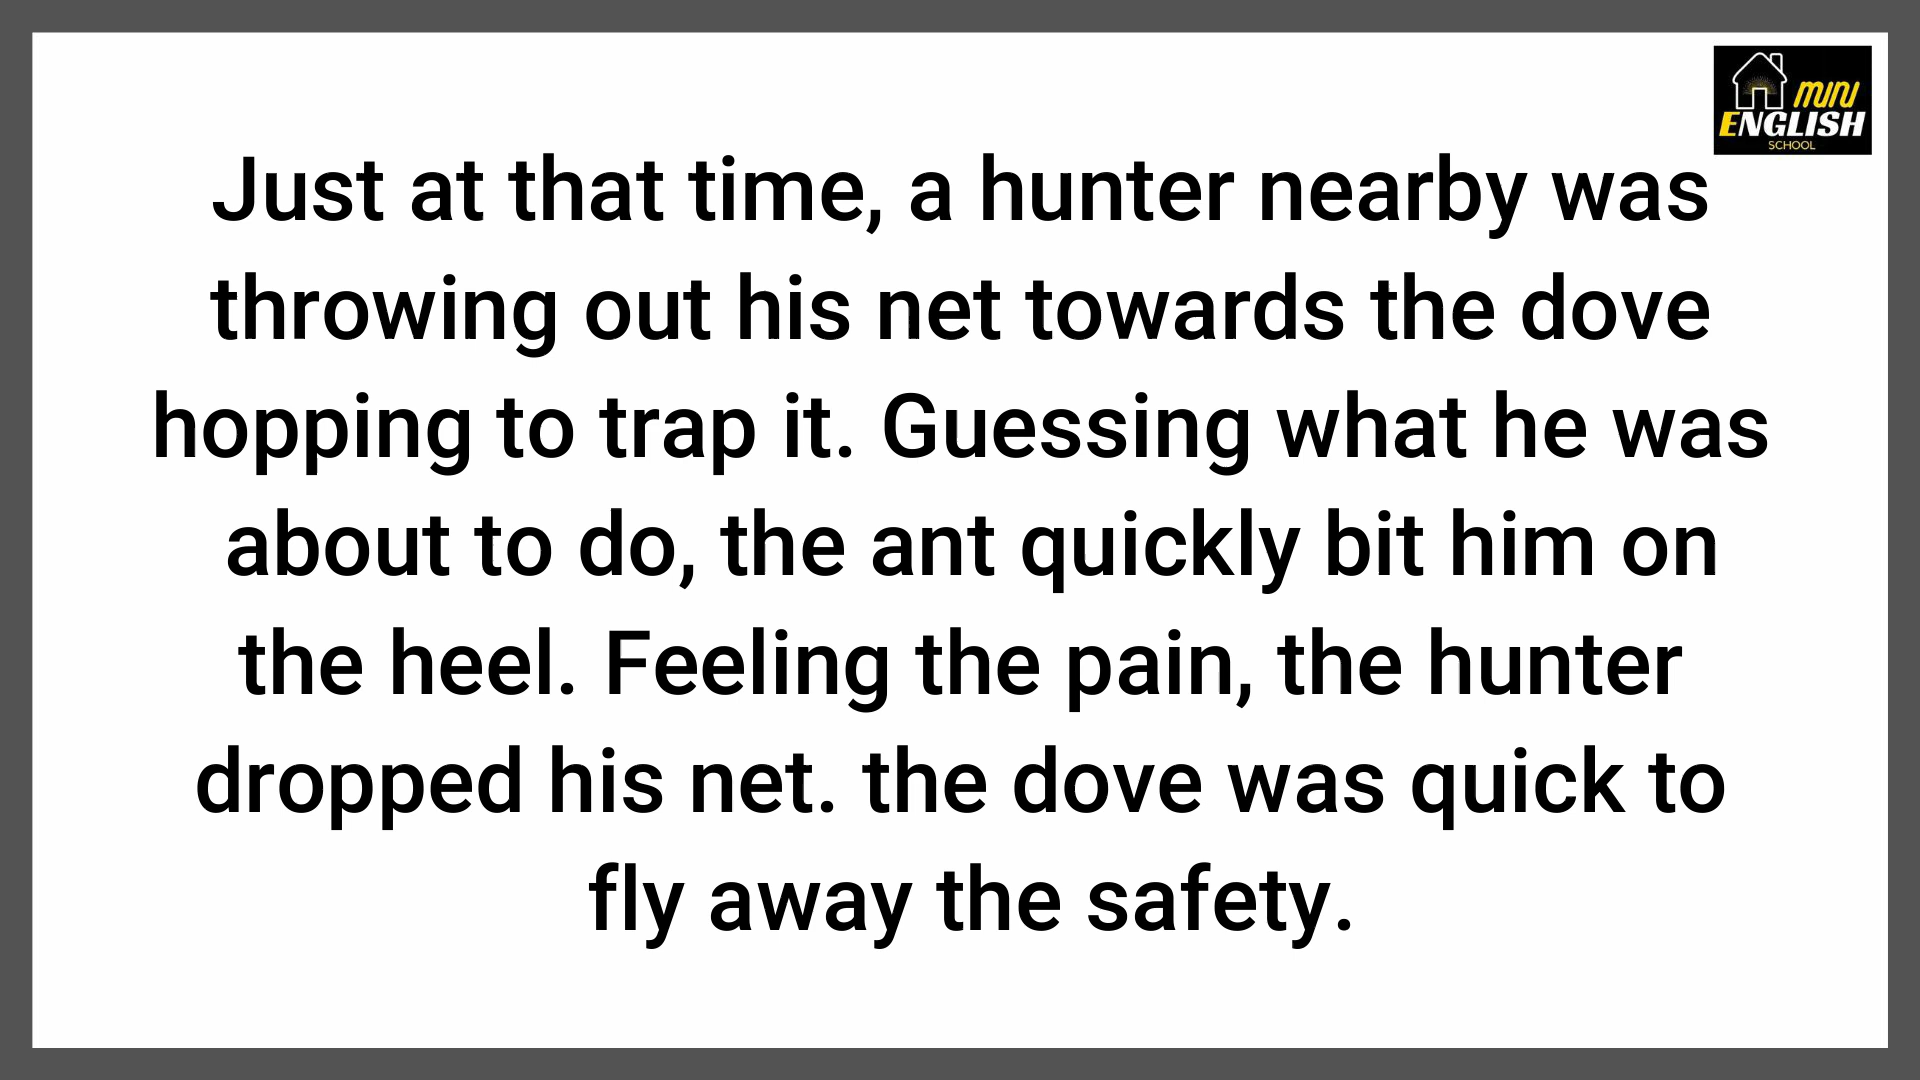 mini
ENGLISH
SCHOOL
Just at that time, a hunter nearby was
throwing out his net towards the dove
hopping to trap it. Guessing what he was
about to do, the ant quickly bit him on
the heel. Feeling the pain, the hunter
dropped his net. the dove was quick to
fly away the safety.